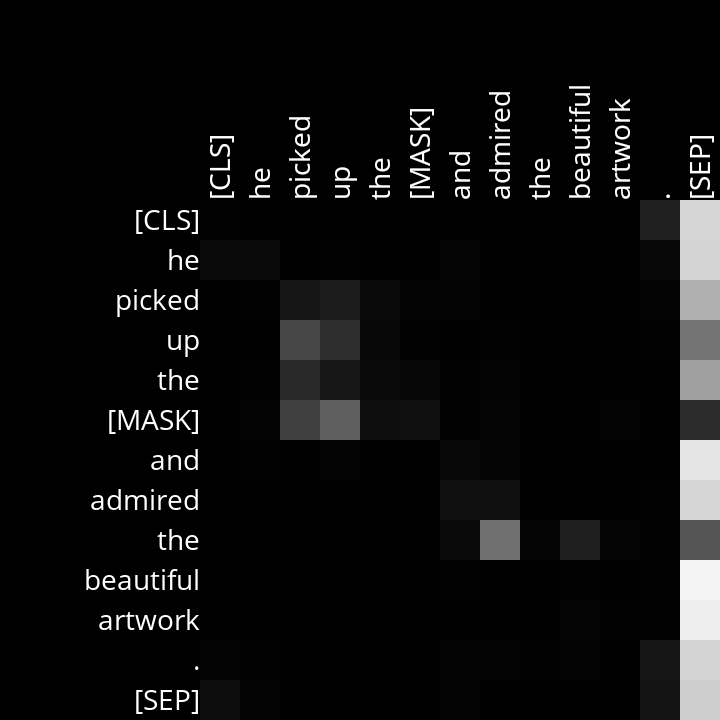 [CLS]
he
picked
up
the
[MASK]
and
admired
the
beautiful
artwork
.
[SEP]
[CLS]
he
picked
up
the
[MASK]
and
admired
the
beautiful
artwork
.
[SEP]